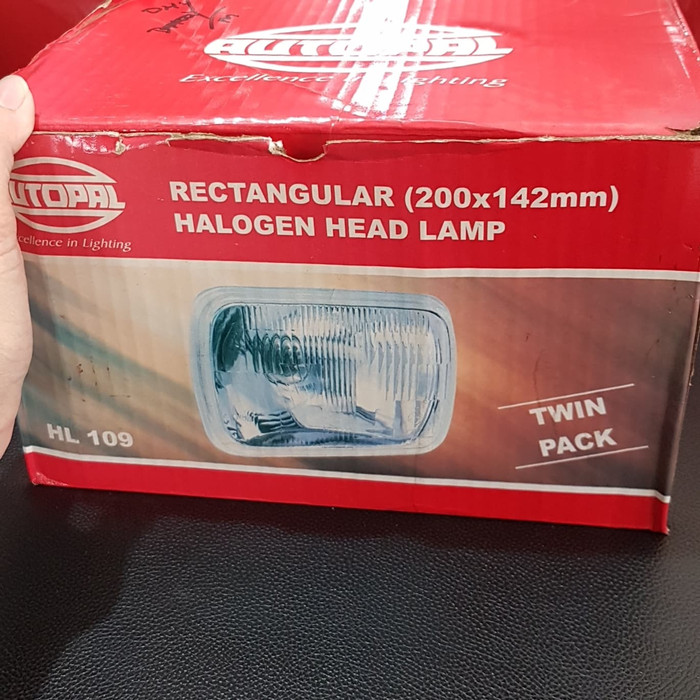 AUTOPAL
Excellence in Lighting
AUTOPAL
Excellence in Lighting
RECTANGULAR (200x142mm)
HALOGEN HEAD LAMP
HL 109
TWIN
PACK